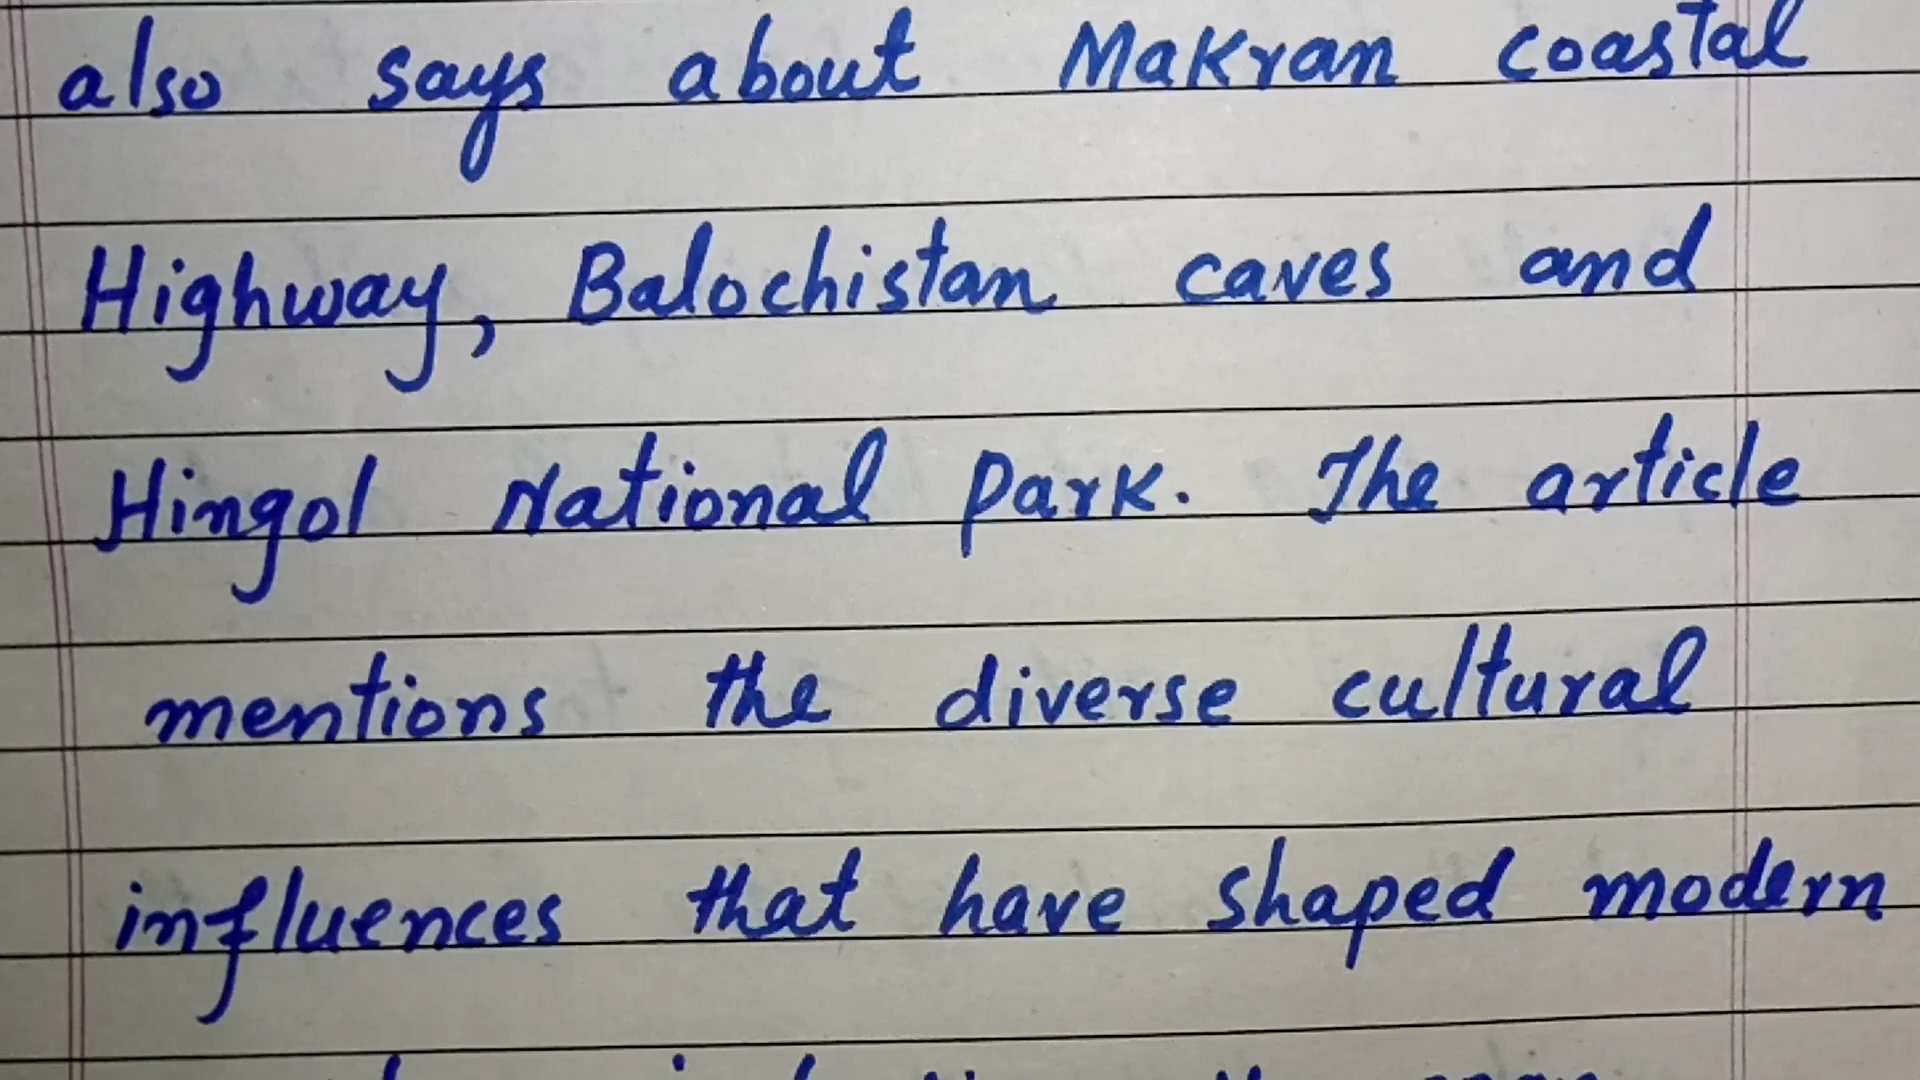 also says about Makran coastal
Highway, Balochistan caves and
Hingol National park. The article
mentions the diverse cultural
influences that have shaped modern